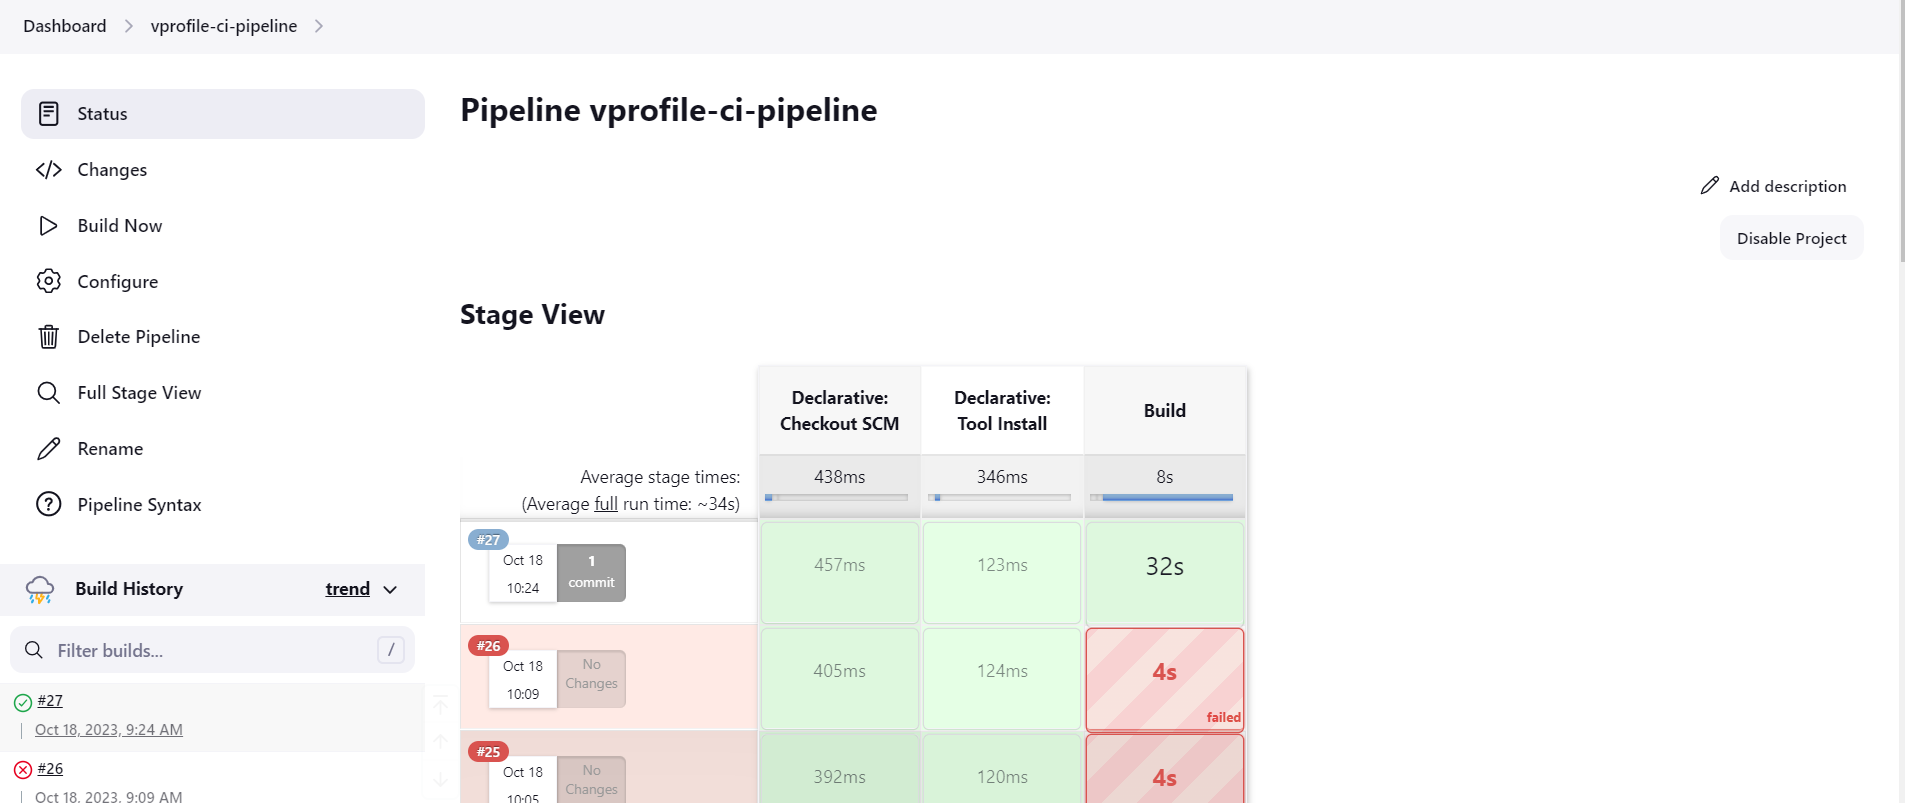 Dashboard
vprofile-ci-pipeline
Status
Changes
Build Now
Configure
Delete Pipeline
Full Stage View
Rename
Pipeline Syntax
Build History
trend
Filter builds...
/
#27
Oct 18, 2023, 9:24 AM
#26
Oct 18, 2023, 9:09 AM
Pipeline vprofile-ci-pipeline
Add description
Disable Project
Stage View
Declarative:
Checkout SCM
Declarative:
Tool Install
Build
Average stage times:
(Average full run time: ~34s)
438ms
346ms
8s
#27
Oct 18
10:24
1
commit
457ms
123ms
32s
#26
Oct 18
10:09
No
Changes
405ms
124ms
4s
failed
#25
Oct 18
10:05
No
Changes
392ms
120ms
4s